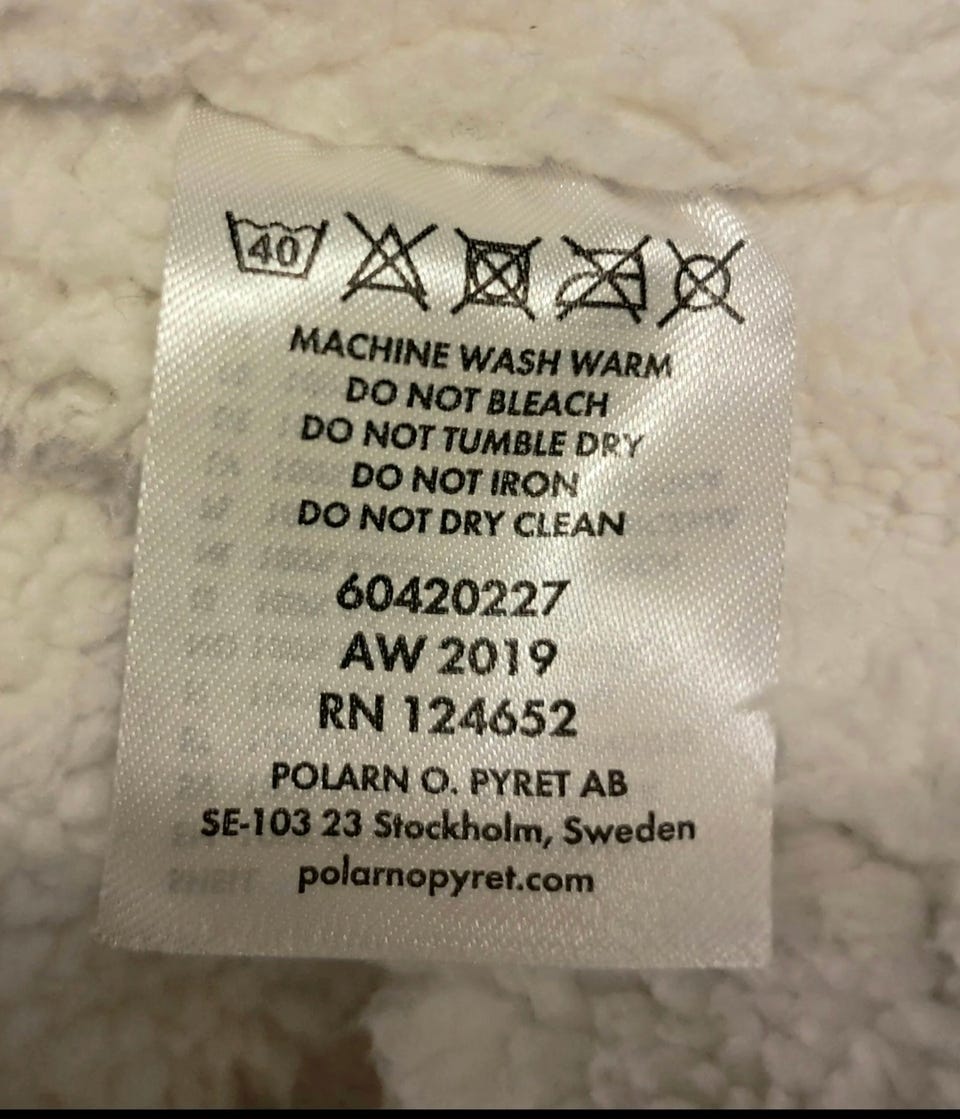 40
MACHINE WASH WARM
DO NOT BLEACH
DO NOT TUMBLE DRY
DO NOT IRON
DO NOT DRY CLEAN
60420227
AW 2019
RN 124652
POLARN O. PYRET AB
SE-103 23 Stockholm, Sweden
polarnopyret.com